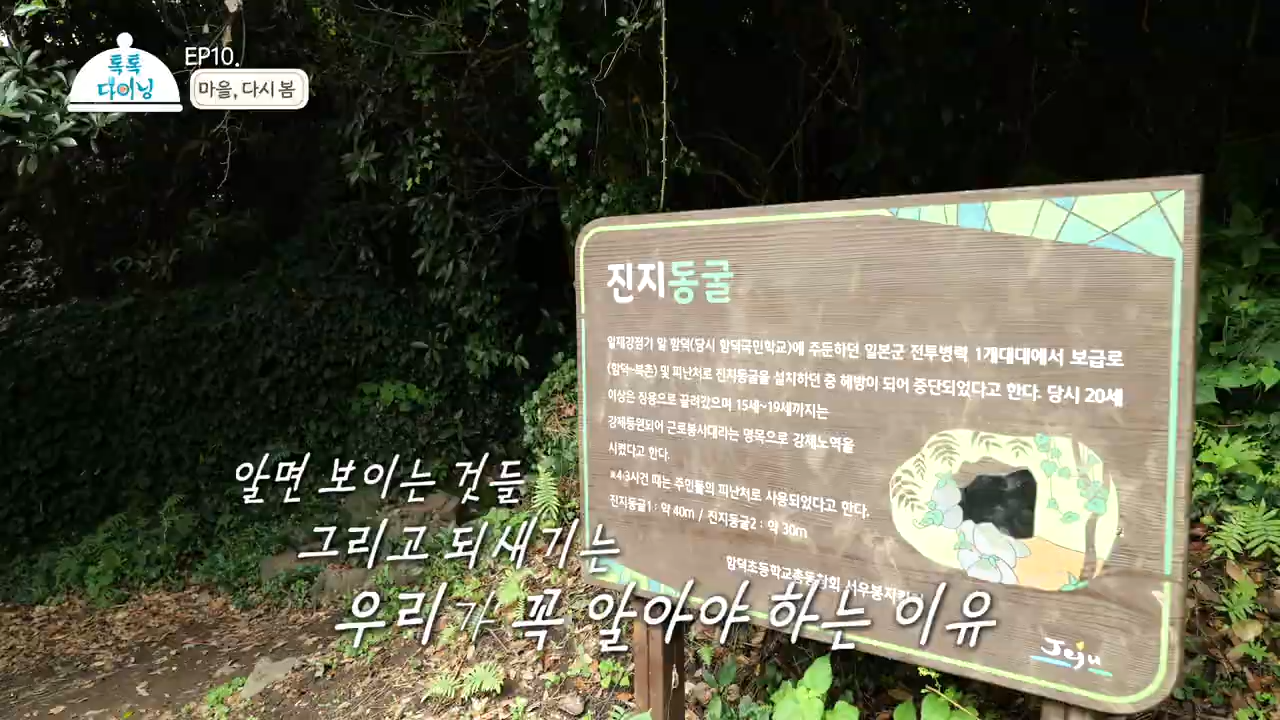 톡톡
다이닝
EP10.
마을, 다시 봄
진지동굴
일제강점기 말 함덕(당시 함덕국민학교)에 주둔하던 일본군 전투병력 1개대대에서 보급로
(함덕~북촌) 및 피난처로 진지동굴을 설치하던 중 해방이 되어 중단되었다고 한다. 당시 20세
이상은 징용으로 끌려갔으며 15세~19세까지는
강제동원되어 근로봉사대라는 명목으로 강제노역을
시켰다고 한다.
※4·3사건 때는 주민들의 피난처로 사용되었다고 한다.
진지동굴1 : 약 40m / 진지동굴2 : 약 30m
함덕초등학교총동창회 서우봉지
Jeju
알면 보이는 것들
그리고 되새기는
우리가 꼭 알아야 하는 이유